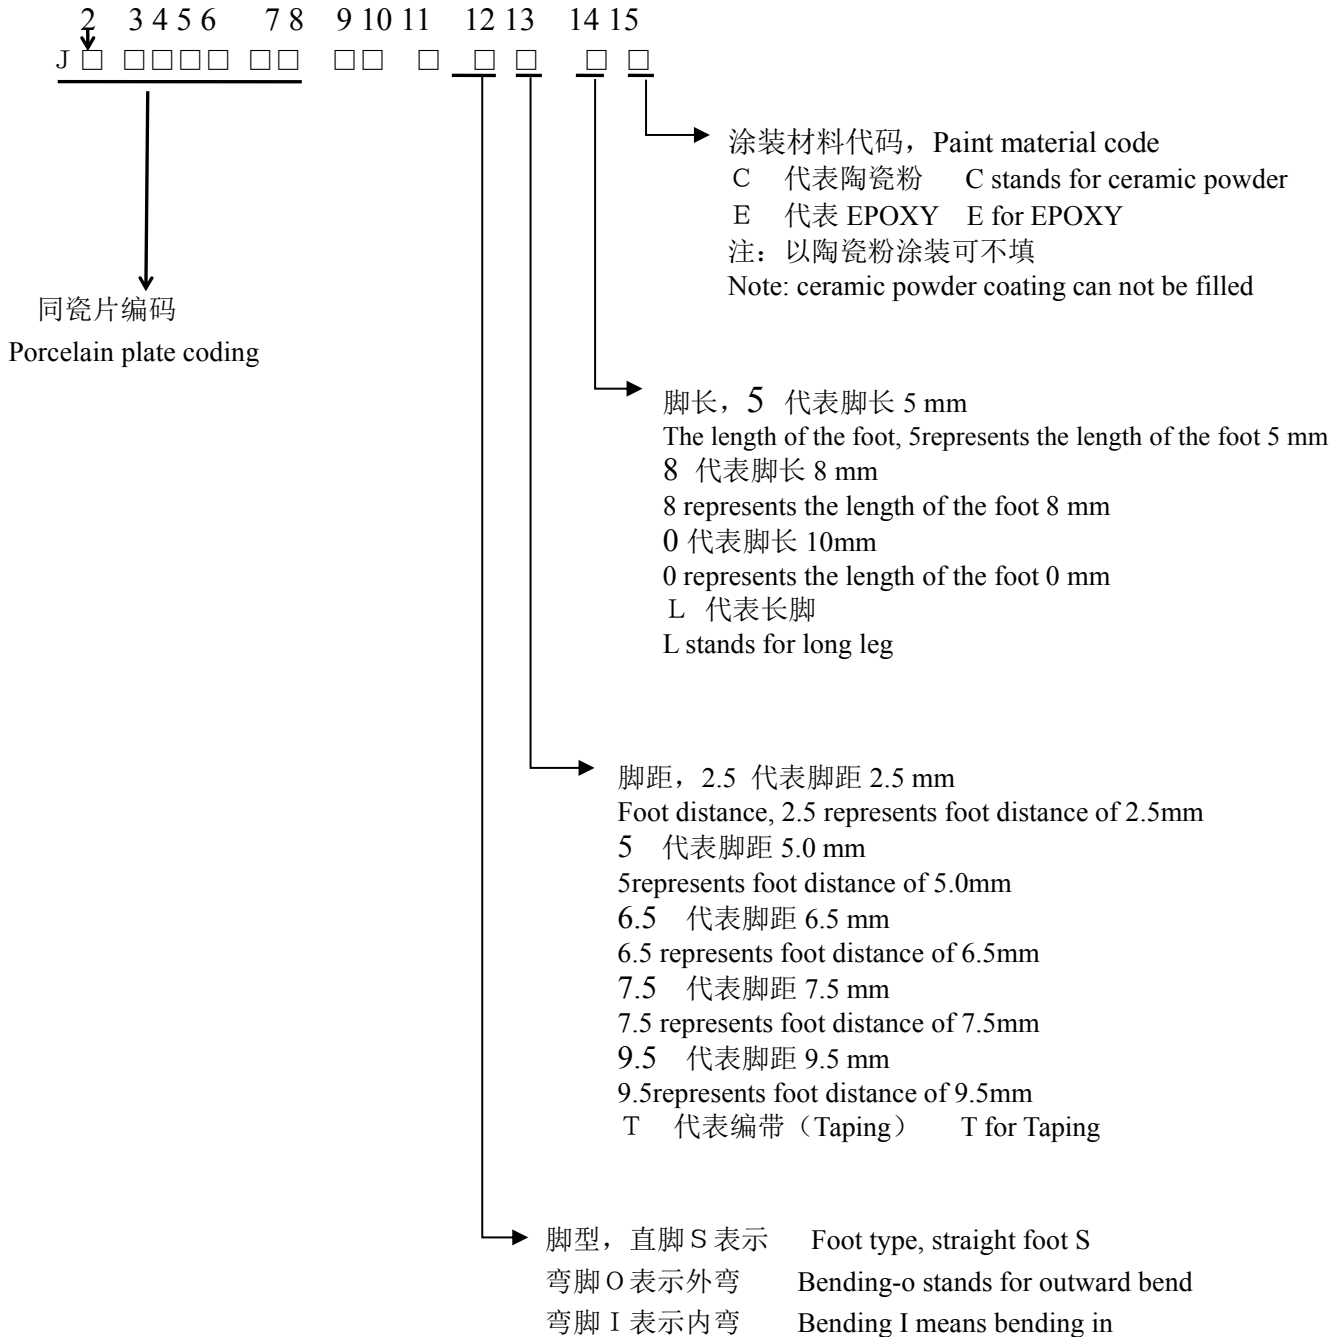 2 3 4 5 6 7 8 9 10 11 12 13 14 15
J □ □□□□ □□ □□ □ □ □ □ □
涂装材料代码，Paint material code
C 代表陶瓷粉 C stands for ceramic powder
E 代表 EPOXY E for EPOXY
注：以陶瓷粉涂装可不填
Note: ceramic powder coating can not be filled
同瓷片编码
Porcelain plate coding
脚长，5 代表脚长 5 mm
The length of the foot, 5represents the length of the foot 5 mm
8 代表脚长 8 mm
8 represents the length of the foot 8 mm
0 代表脚长 10mm
0 represents the length of the foot 0 mm
L 代表长脚
L stands for long leg
脚距，2.5 代表脚距 2.5 mm
Foot distance, 2.5 represents foot distance of 2.5mm
5 代表脚距 5.0 mm
5represents foot distance of 5.0mm
6.5 代表脚距 6.5 mm
6.5 represents foot distance of 6.5mm
7.5 代表脚距 7.5 mm
7.5 represents foot distance of 7.5mm
9.5 代表脚距 9.5 mm
9.5represents foot distance of 9.5mm
T 代表编带（Taping） T for Taping
脚型，直脚S表示 Foot type, straight foot S
弯脚O表示外弯 Bending-o stands for outward bend
弯脚I表示内弯 Bending I means bending in